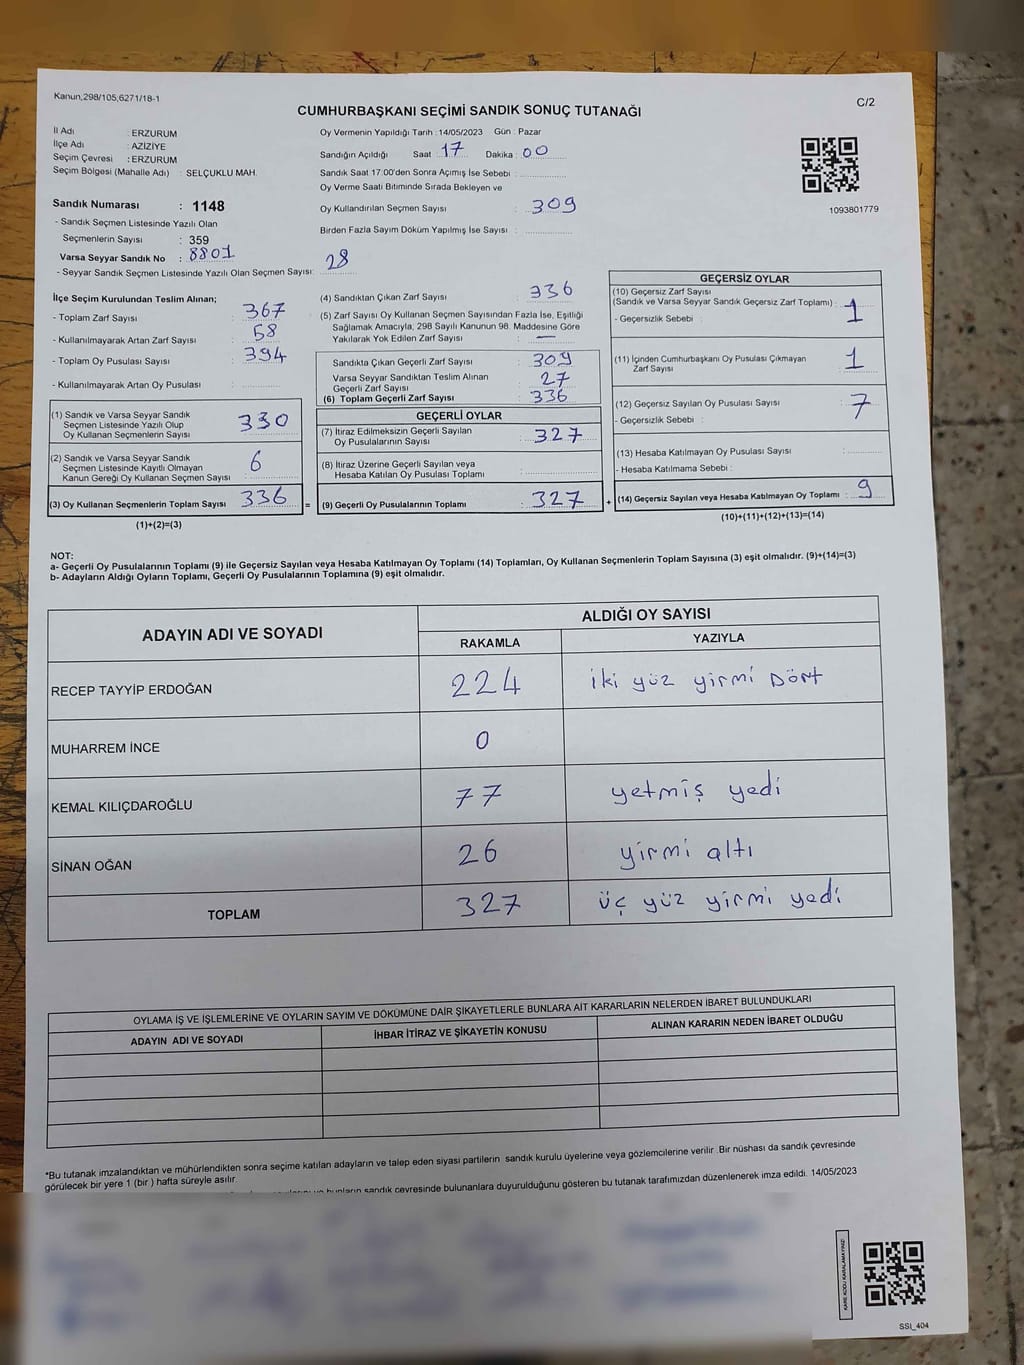 Kanun,298/105,6271/18-1
C/2
CUMHURBAŞKANI SEÇİMİ SANDIK SONUÇ TUTANAĞI
İl Adı : ERZURUM
İlçe Adı : AZİZİYE
Seçim Çevresi : ERZURUM
Seçim Bölgesi (Mahalle Adı) : SELÇUKLU MAH.
Sandık Numarası : 1148
- Sandık Seçmen Listesinde Yazılı Olan
Seçmenlerin Sayısı : 359
Varsa Seyyar Sandık No : 8801
- Seyyar Sandık Seçmen Listesinde Yazılı Olan Seçmen Sayısı: 28
Oy Vermenin Yapıldığı Tarih : 14/05/2023 Gün : Pazar
Sandığın Açıldığı Saat 17 Dakika : 00
Sandık Saat 17.00'den Sonra Açımış İse Sebebi :
Oy Verme Saati Bitiminde Sırada Bekleyen ve
Oy Kullandırılan Seçmen Sayısı : 309
Birden Fazla Sayım Döküm Yapılmış İse Sayısı :
1093801779
İlçe Seçim Kurulundan Teslim Alınan;
- Toplam Zarf Sayısı : 367
- Kullanılmayarak Artan Zarf Sayısı : 58
- Toplam Oy Pusulası Sayısı : 394
- Kullanılmayarak Artan Oy Pusulası :
(1) Sandık ve Varsa Seyyar Sandık
Seçmen Listesinde Yazılı Olup
Oy Kullanan Seçmenlerin Sayısı 330
(2) Sandık ve Varsa Seyyar Sandık
Seçmen Listesinde Kayıtlı Olmayan
Kanun Gereği Oy Kullanan Seçmen Sayısı 6
(3) Oy Kullanan Seçmenlerin Toplam Sayısı 336
(1)+(2)=(3)
(4) Sandıktan Çıkan Zarf Sayısı : 336
(5) Zarf Sayısı Oy Kullanan Seçmen Sayısından Fazla İse, Eşitliği
Sağlamak Amacıyla, 298 Sayılı Kanunun 98. Maddesine Göre
Yakılarak Yok Edilen Zarf Sayısı : —
Sandıkta Çıkan Geçerli Zarf Sayısı : 309
Varsa Seyyar Sandıktan Teslim Alınan
Geçerli Zarf Sayısı : 27
(6) Toplam Geçerli Zarf Sayısı : 336
GEÇERLİ OYLAR
(7) İtiraz Edilmeksizin Geçerli Sayılan
Oy Pusulalarının Sayısı : 327
(8) İtiraz Üzerine Geçerli Sayılan veya
Hesaba Katılan Oy Pusulası Toplamı :
= (9) Geçerli Oy Pusulalarının Toplamı : 327
GEÇERSİZ OYLAR
(10) Geçersiz Zarf Sayısı
(Sandık ve Varsa Seyyar Sandık Geçersiz Zarf Toplamı) : 1
- Geçersizlik Sebebi :
(11) İçinden Cumhurbaşkanı Oy Pusulası Çıkmayan
Zarf Sayısı : 1
(12) Geçersiz Sayılan Oy Pusulası Sayısı : 7
- Geçersizlik Sebebi :
(13) Hesaba Katılmayan Oy Pusulası Sayısı :
- Hesaba Katılmama Sebebi :
+ (14) Geçersiz Sayılan veya Hesaba Katılmayan Oy Toplamı : 9
(10)+(11)+(12)+(13)=(14)
NOT:
a- Geçerli Oy Pusulalarının Toplamı (9) ile Geçersiz Sayılan veya Hesaba Katılmayan Oy Toplamı (14) Toplamları, Oy Kullanan Seçmenlerin Toplam Sayısına (3) eşit olmalıdır. (9)+(14)=(3)
b- Adayların Aldığı Oyların Toplamı, Geçerli Oy Pusulalarının Toplamına (9) eşit olmalıdır.
ADAYIN ADI VE SOYADI
ALDIĞI OY SAYISI
RAKAMLA YAZIYLA
RECEP TAYYİP ERDOĞAN 224 iki yüz yirmi Dört
MUHARREM İNCE 0
KEMAL KILIÇDAROĞLU 77 yetmiş yedi
SİNAN OĞAN 26 yirmi altı
TOPLAM 327 üç yüz yirmi yedi
OYLAMA İŞ VE İŞLEMLERİNE VE OYLARIN SAYIM VE DÖKÜMÜNE DAİR ŞİKAYETLERLE BUNLARA AİT KARARLARIN NELERDEN İBARET BULUNDUKLARI
ADAYIN ADI VE SOYADI İHBAR İTİRAZ VE ŞİKAYETİN KONUSU ALINAN KARARIN NEDEN İBARET OLDUĞU
*Bu tutanak imzalandıktan ve mühürlendikten sonra seçime katılan adayların ve talep eden siyasi partilerin sandık kurulu üyelerine veya gözlemcilerine verilir .Bir nüshası da sandık çevresinde
görülecek bir yere 1 (bir ) hafta süreyle asılır.
bunların sandık çevresinde bulunanlara duyurulduğunu gösteren bu tutanak tarafımızdan düzenlenerek imza edildi. 14/05/2023
KARE KODU KARALAMAYINIZ!
SSI_404